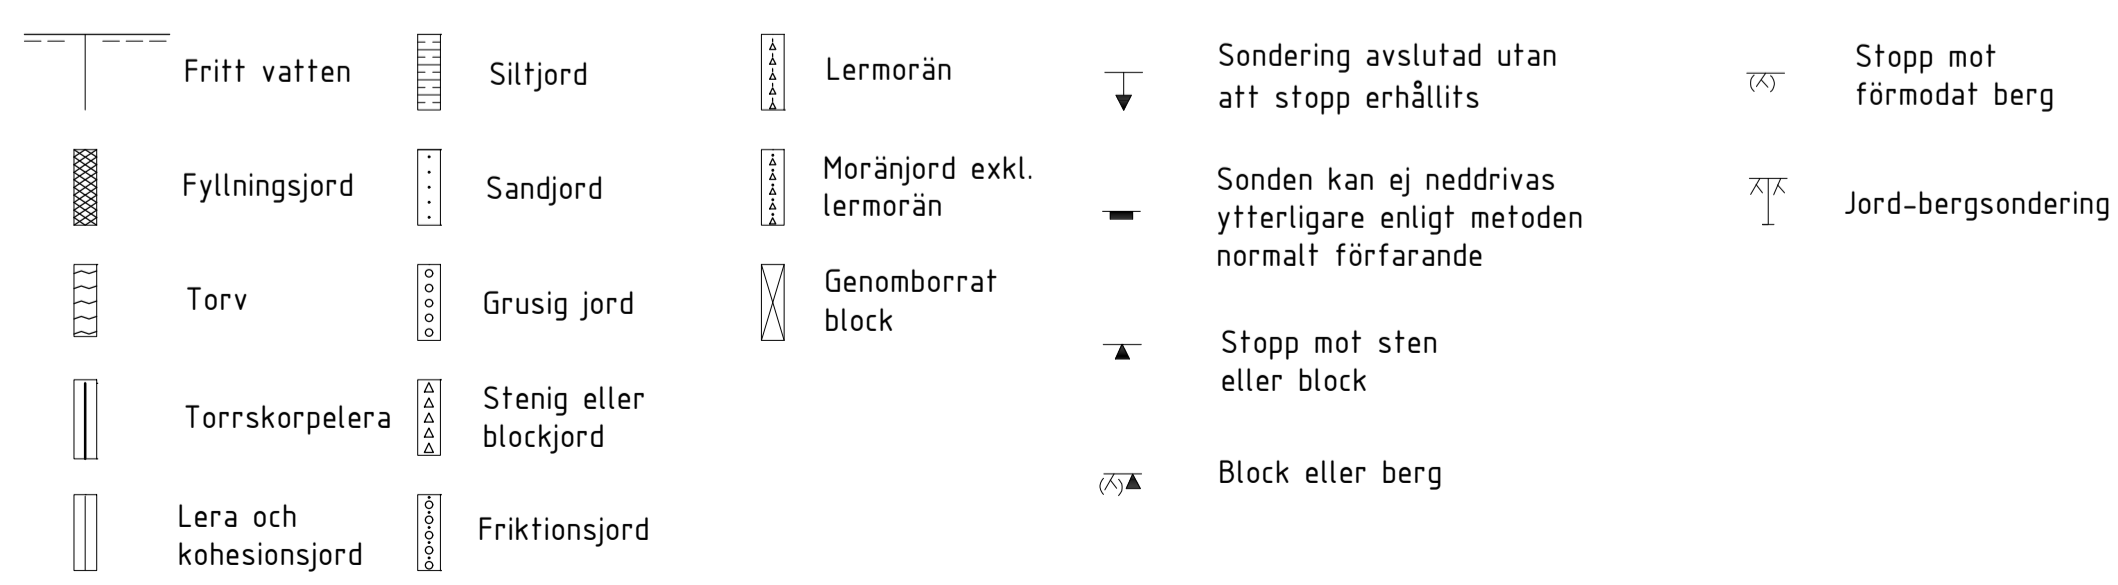 Fritt vatten
Fyllningsjord
Torv
Torrskorpelera
Lera och
kohesionsjord
Siltjord
Sandjord
Grusig jord
Stenig eller
blockjord
Friktionsjord
Lermorän
Moränjord exkl.
lermorän
Genomborrat
block
Sondering avslutad utan
att stopp erhållits
Sonden kan ej neddrivas
ytterligare enligt metoden
normalt förfarande
Stopp mot sten
eller block
Block eller berg
Stopp mot
förmodat berg
Jord-bergsondering